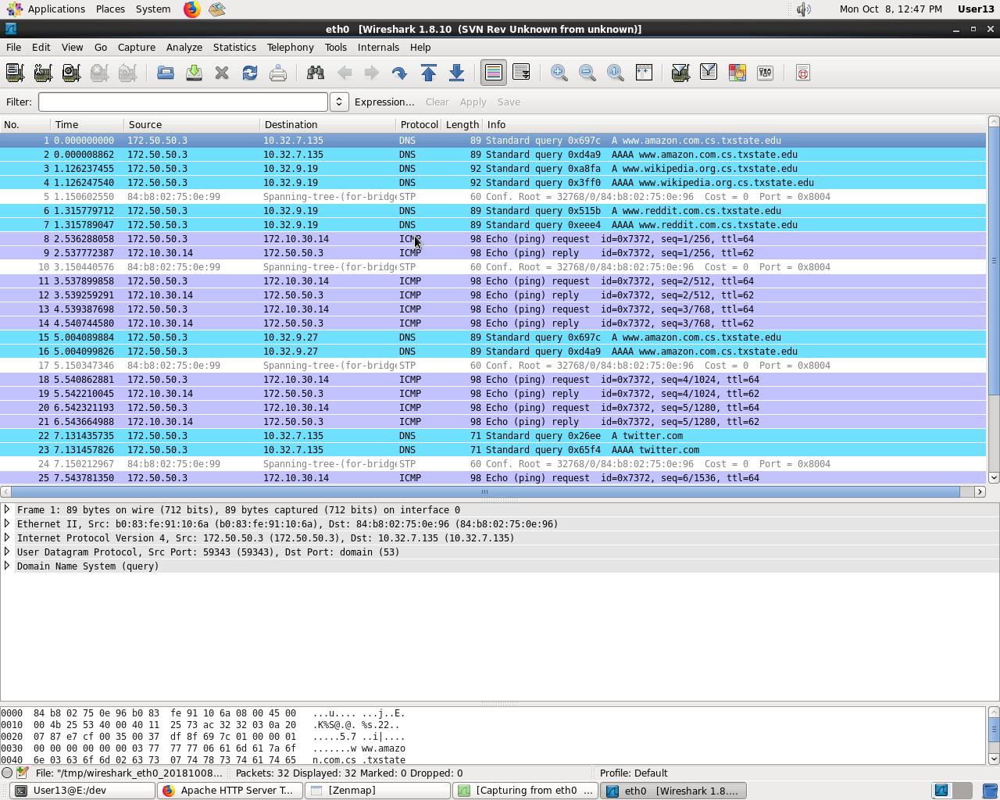 Applications Places System Mon Oct 8, 12:47 PM User13
eth0 [Wireshark 1.8.10 (SVN Rev Unknown from unknown)]
File Edit View Go Capture Analyze Statistics Telephony Tools Internals Help
Filter: Expression... Clear Apply Save
No. Time Source Destination Protocol Length Info
1 0.000000000 172.50.50.3 10.32.7.135 DNS 89 Standard query 0x697c A www.amazon.com.cs.txstate.edu
2 0.000008862 172.50.50.3 10.32.7.135 DNS 89 Standard query 0xd4a9 AAAA www.amazon.com.cs.txstate.edu
3 1.126237455 172.50.50.3 10.32.9.19 DNS 92 Standard query 0xa8fa A www.wikipedia.org.cs.txstate.edu
4 1.126247540 172.50.50.3 10.32.9.19 DNS 92 Standard query 0x3ff0 AAAA www.wikipedia.org.cs.txstate.edu
5 1.150602550 84:b8:02:75:0e:99 Spanning-tree-(for-bridge STP 60 Conf. Root = 32768/0/84:b8:02:75:0e:96 Cost = 0 Port = 0x8004
6 1.315779712 172.50.50.3 10.32.9.19 DNS 89 Standard query 0x515b A www.reddit.com.cs.txstate.edu
7 1.315789047 172.50.50.3 10.32.9.19 DNS 89 Standard query 0xeee4 AAAA www.reddit.com.cs.txstate.edu
8 2.536288058 172.50.50.3 172.10.30.14 ICMP 98 Echo (ping) request id=0x7372, seq=1/256, ttl=64
9 2.537772387 172.10.30.14 172.50.50.3 ICMP 98 Echo (ping) reply id=0x7372, seq=1/256, ttl=62
10 3.150440576 84:b8:02:75:0e:99 Spanning-tree-(for-bridge STP 60 Conf. Root = 32768/0/84:b8:02:75:0e:96 Cost = 0 Port = 0x8004
11 3.537899858 172.50.50.3 172.10.30.14 ICMP 98 Echo (ping) request id=0x7372, seq=2/512, ttl=64
12 3.539259291 172.10.30.14 172.50.50.3 ICMP 98 Echo (ping) reply id=0x7372, seq=2/512, ttl=62
13 4.539387698 172.50.50.3 172.10.30.14 ICMP 98 Echo (ping) request id=0x7372, seq=3/768, ttl=64
14 4.540744580 172.10.30.14 172.50.50.3 ICMP 98 Echo (ping) reply id=0x7372, seq=3/768, ttl=62
15 5.004089884 172.50.50.3 10.32.9.27 DNS 89 Standard query 0x697c A www.amazon.com.cs.txstate.edu
16 5.004099826 172.50.50.3 10.32.9.27 DNS 89 Standard query 0xd4a9 AAAA www.amazon.com.cs.txstate.edu
17 5.150347346 84:b8:02:75:0e:99 Spanning-tree-(for-bridge STP 60 Conf. Root = 32768/0/84:b8:02:75:0e:96 Cost = 0 Port = 0x8004
18 5.540862881 172.50.50.3 172.10.30.14 ICMP 98 Echo (ping) request id=0x7372, seq=4/1024, ttl=64
19 5.542210045 172.10.30.14 172.50.50.3 ICMP 98 Echo (ping) reply id=0x7372, seq=4/1024, ttl=62
20 6.542321193 172.50.50.3 172.10.30.14 ICMP 98 Echo (ping) request id=0x7372, seq=5/1280, ttl=64
21 6.543664988 172.10.30.14 172.50.50.3 ICMP 98 Echo (ping) reply id=0x7372, seq=5/1280, ttl=62
22 7.131435735 172.50.50.3 10.32.7.135 DNS 71 Standard query 0x26ee A twitter.com
23 7.131457826 172.50.50.3 10.32.7.135 DNS 71 Standard query 0x65f4 AAAA twitter.com
24 7.150212967 84:b8:02:75:0e:99 Spanning-tree-(for-bridge STP 60 Conf. Root = 32768/0/84:b8:02:75:0e:96 Cost = 0 Port = 0x8004
25 7.543781350 172.50.50.3 172.10.30.14 ICMP 98 Echo (ping) request id=0x7372, seq=6/1536, ttl=64
Frame 1: 89 bytes on wire (712 bits), 89 bytes captured (712 bits) on interface 0
Ethernet II, Src: b0:83:fe:91:10:6a (b0:83:fe:91:10:6a), Dst: 84:b8:02:75:0e:96 (84:b8:02:75:0e:96)
Internet Protocol Version 4, Src: 172.50.50.3 (172.50.50.3), Dst: 10.32.7.135 (10.32.7.135)
User Datagram Protocol, Src Port: 59343 (59343), Dst Port: domain (53)
Domain Name System (query)
0000 84 b8 02 75 0e 96 b0 83 fe 91 10 6a 08 00 45 00 ...u.... ...j..E.
0010 00 4b 25 53 40 00 40 11 25 73 ac 32 32 03 0a 20 .K%S@.@. %s.22..
0020 07 87 e7 cf 00 35 00 37 df 8f 69 7c 01 00 00 01 .....5.7 ..i|....
0030 00 00 00 00 00 00 03 77 77 77 06 61 6d 61 7a 6f .......w ww.amazo
0040 6e 03 63 6f 6d 02 63 73 07 74 78 73 74 61 74 65 n.com.cs .txstate
File: "/tmp/wireshark_eth0_20181008... Packets: 32 Displayed: 32 Marked: 0 Dropped: 0 Profile: Default
User13@E:/dev Apache HTTP Server T... [Zenmap] [Capturing from eth0 ... eth0 [Wireshark 1.8....